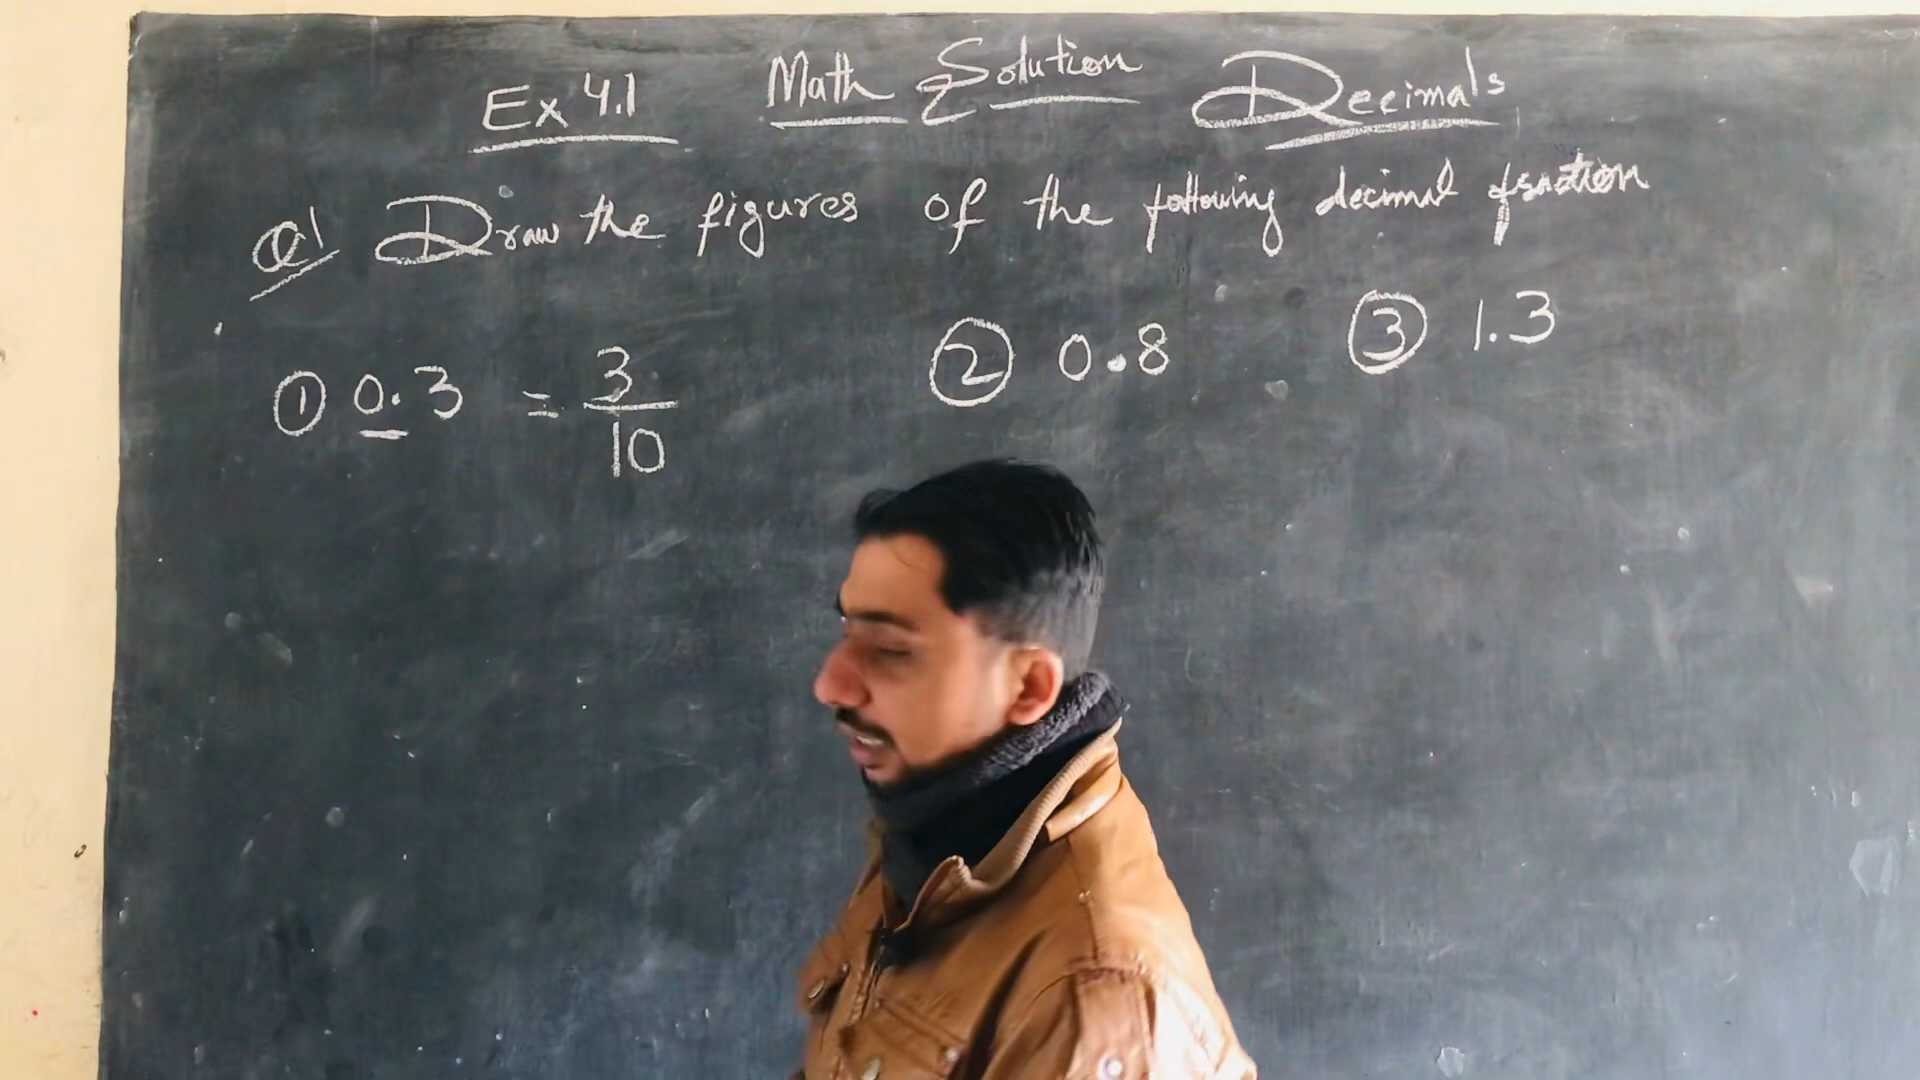 Ex 4.1 Math Solution Decimals
Q1 Draw the figures of the following decimal fraction
① 0.3 = 3/10 ② 0.8 ③ 1.3